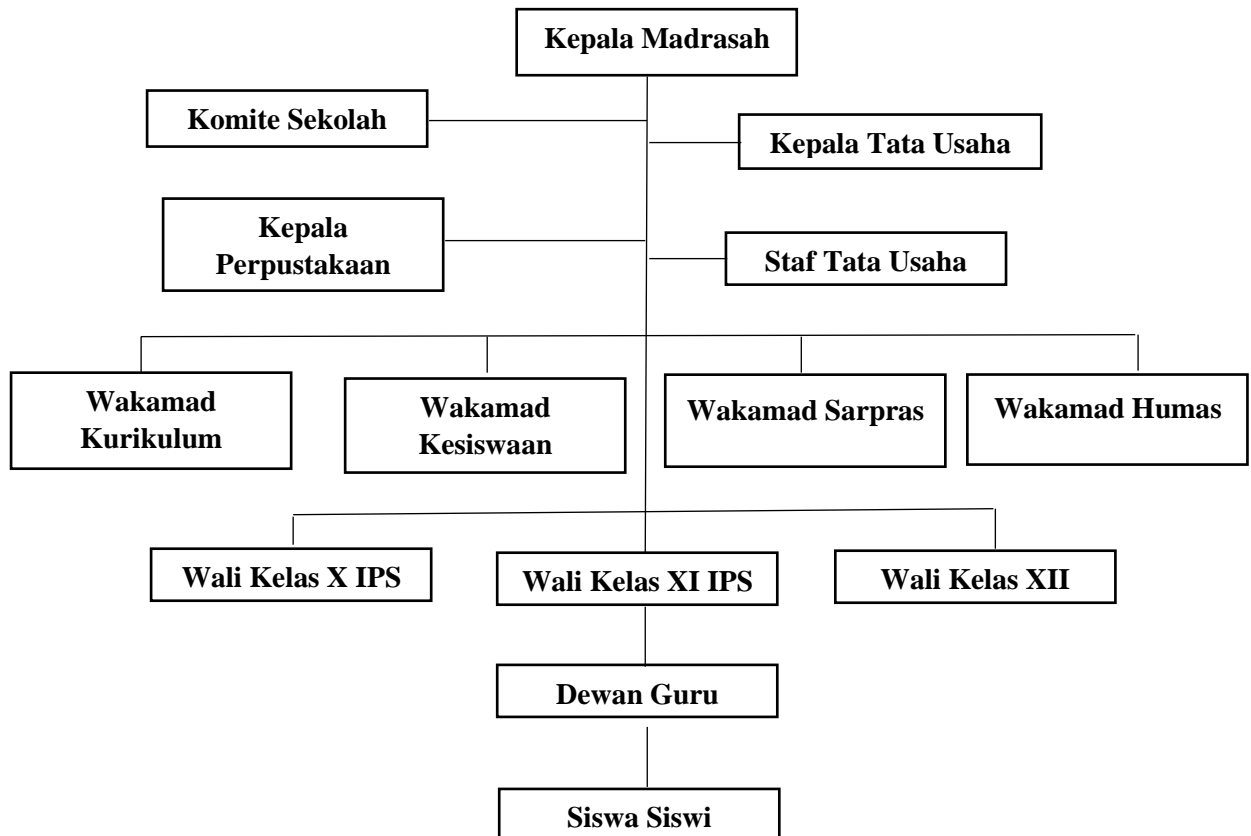 Kepala Madrasah
Komite Sekolah
Kepala Tata Usaha
Kepala
Perpustakaan
Staf Tata Usaha
Wakamad
Kurikulum
Wakamad
Kesiswaan
Wakamad Sarpras
Wakamad Humas
Wali Kelas X IPS
Wali Kelas XI IPS
Wali Kelas XII
Dewan Guru
Siswa Siswi